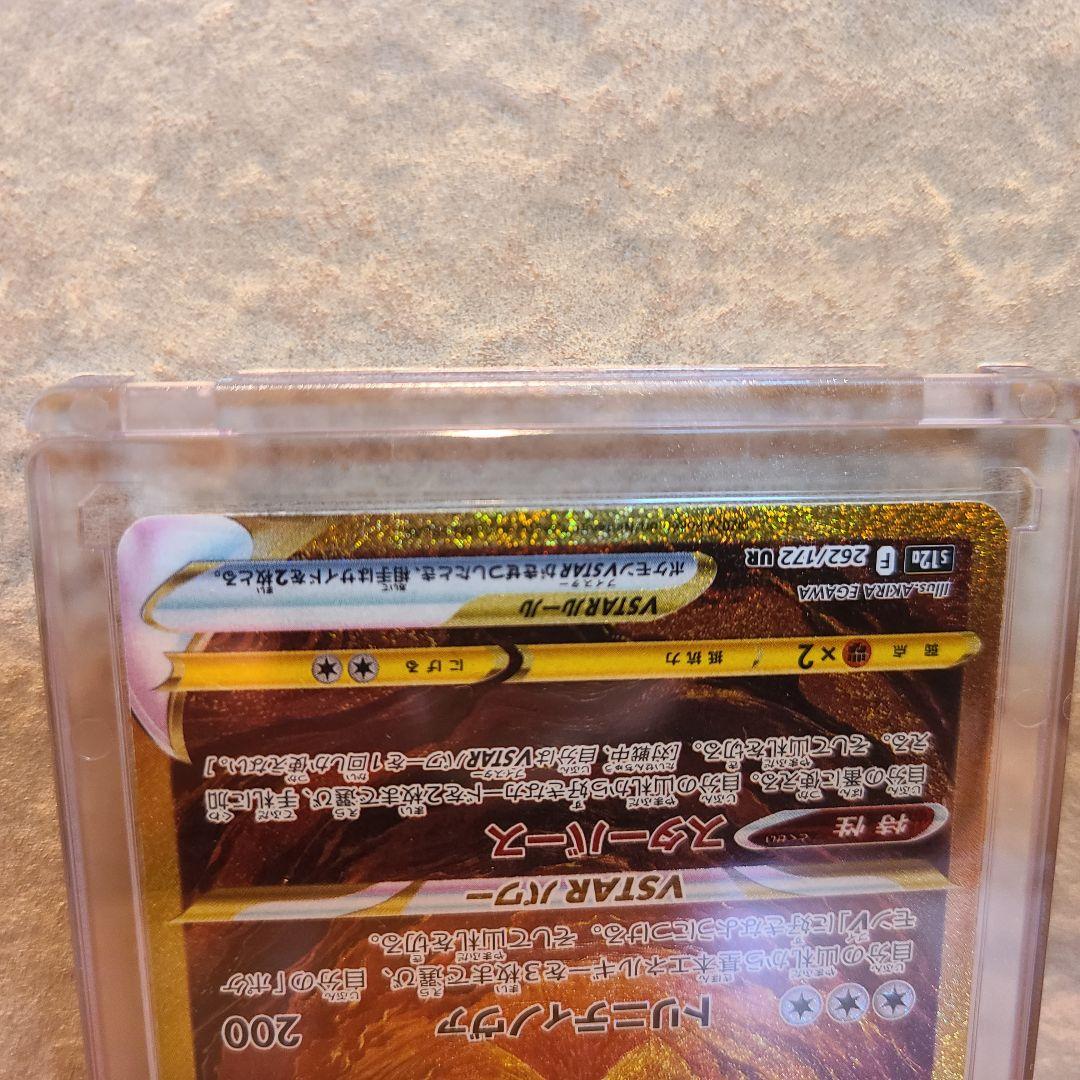 トリニティノヴァ 200
自分の山札から基本エネルギーを3枚まで選び、自分の「ポケ
モンV」に好きなようにつける。そして山札を切る。
VSTARパワー
特性 スターバース
自分の番に使える。自分の山札から好きなカードを2枚まで選び、手札に加
える。そして山札を切る。[対戦中、自分はVSTARパワーを1回しか使えない。]
弱点 ×2 抵抗力 にげる
Illus. AKIRA EGAWA
S12a F 262/172 UR
VSTARルール
ポケモンVSTARがきぜつしたとき、相手はサイドを2枚とる。